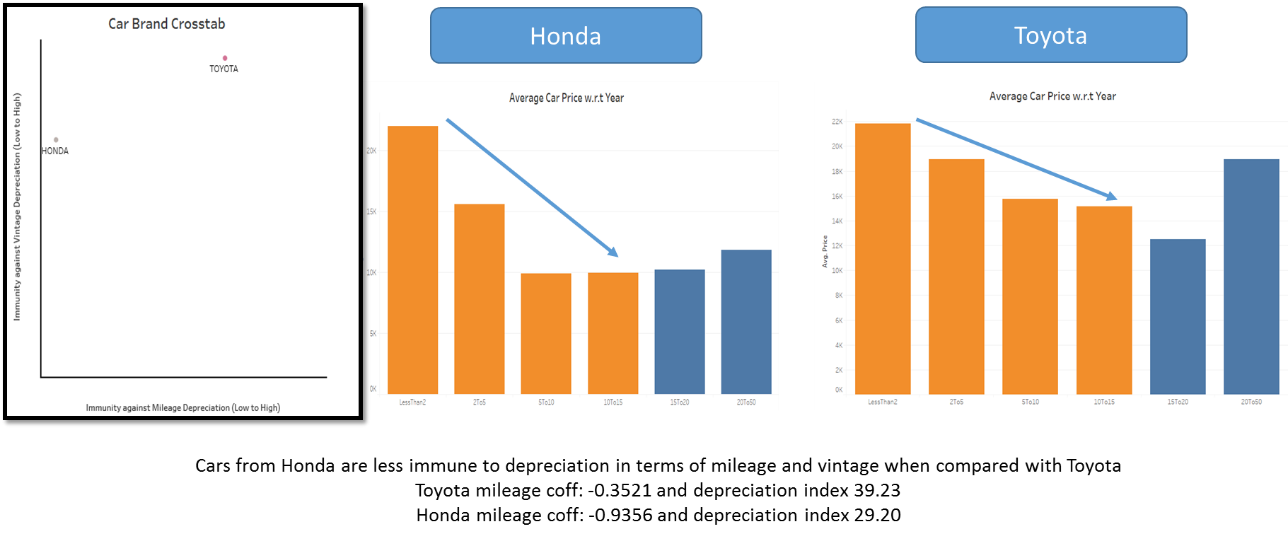 Car Brand Crosstab
Immunity against Vintage Depreciation (Low to High)
TOYOTA
HONDA
Immunity against Mileage Depreciation (Low to High)
Honda
Average Car Price w.r.t Year
20K
15K
10K
5K
0K
LessThan2 2To5 5To10 10To15 15To20 20To50
Toyota
Average Car Price w.r.t Year
Avg. Price
22K
20K
18K
16K
14K
12K
10K
8K
6K
4K
2K
0K
LessThan2 2To5 5To10 10To15 15To20 20To50
Cars from Honda are less immune to depreciation in terms of mileage and vintage when compared with Toyota
Toyota mileage coff: -0.3521 and depreciation index 39.23
Honda mileage coff: -0.9356 and depreciation index 29.20